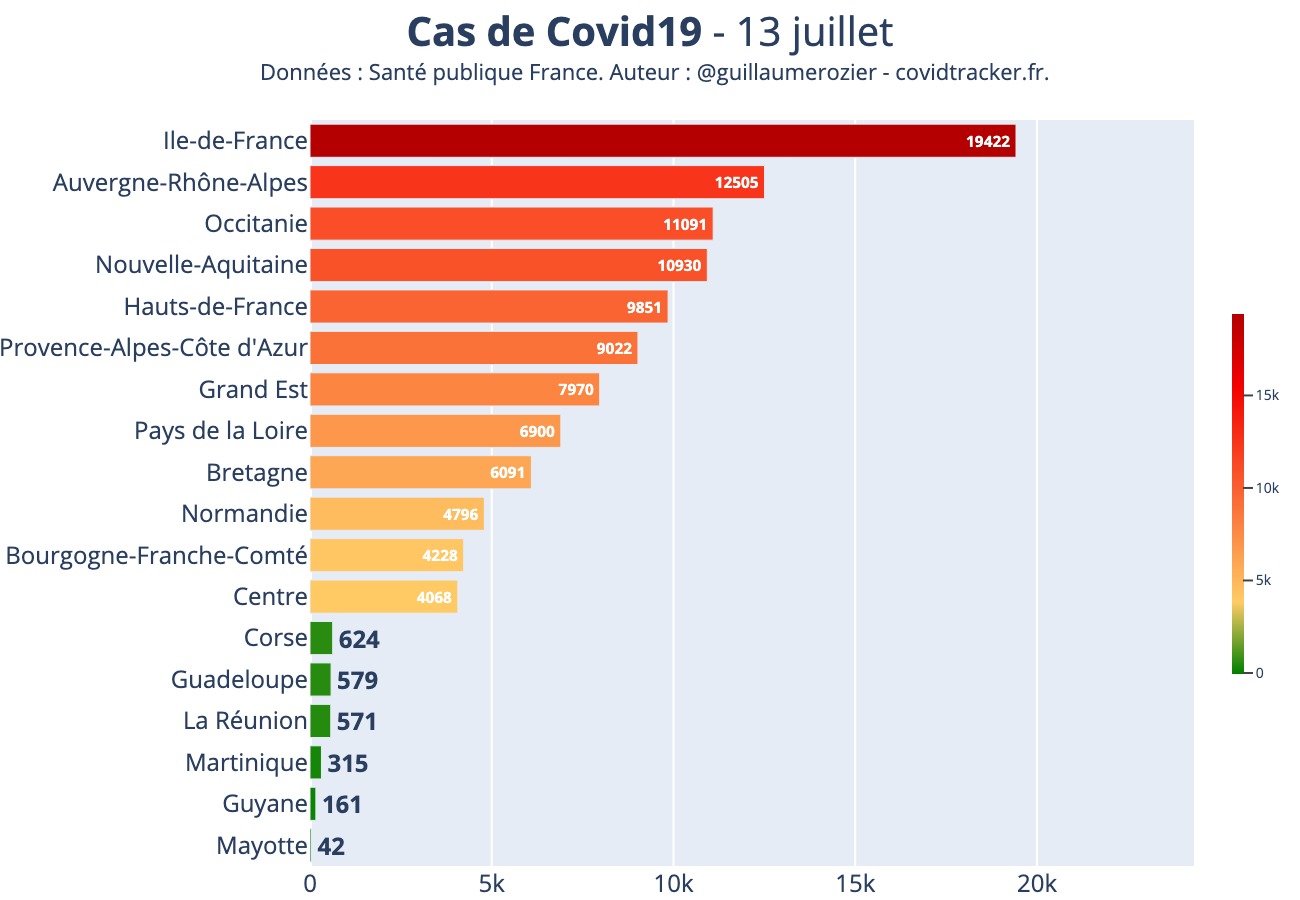 Cas de Covid19 - 13 juillet
Données : Santé publique France. Auteur : @guillaumerozier - covidtracker.fr.
Ile-de-France 19422
Auvergne-Rhône-Alpes 12505
Occitanie 11091
Nouvelle-Aquitaine 10930
Hauts-de-France 9851
Provence-Alpes-Côte d'Azur 9022
Grand Est 7970
Pays de la Loire 6900
Bretagne 6091
Normandie 4796
Bourgogne-Franche-Comté 4228
Centre 4068
Corse 624
Guadeloupe 579
La Réunion 571
Martinique 315
Guyane 161
Mayotte 42
0 5k 10k 15k 20k
15k
10k
5k
0